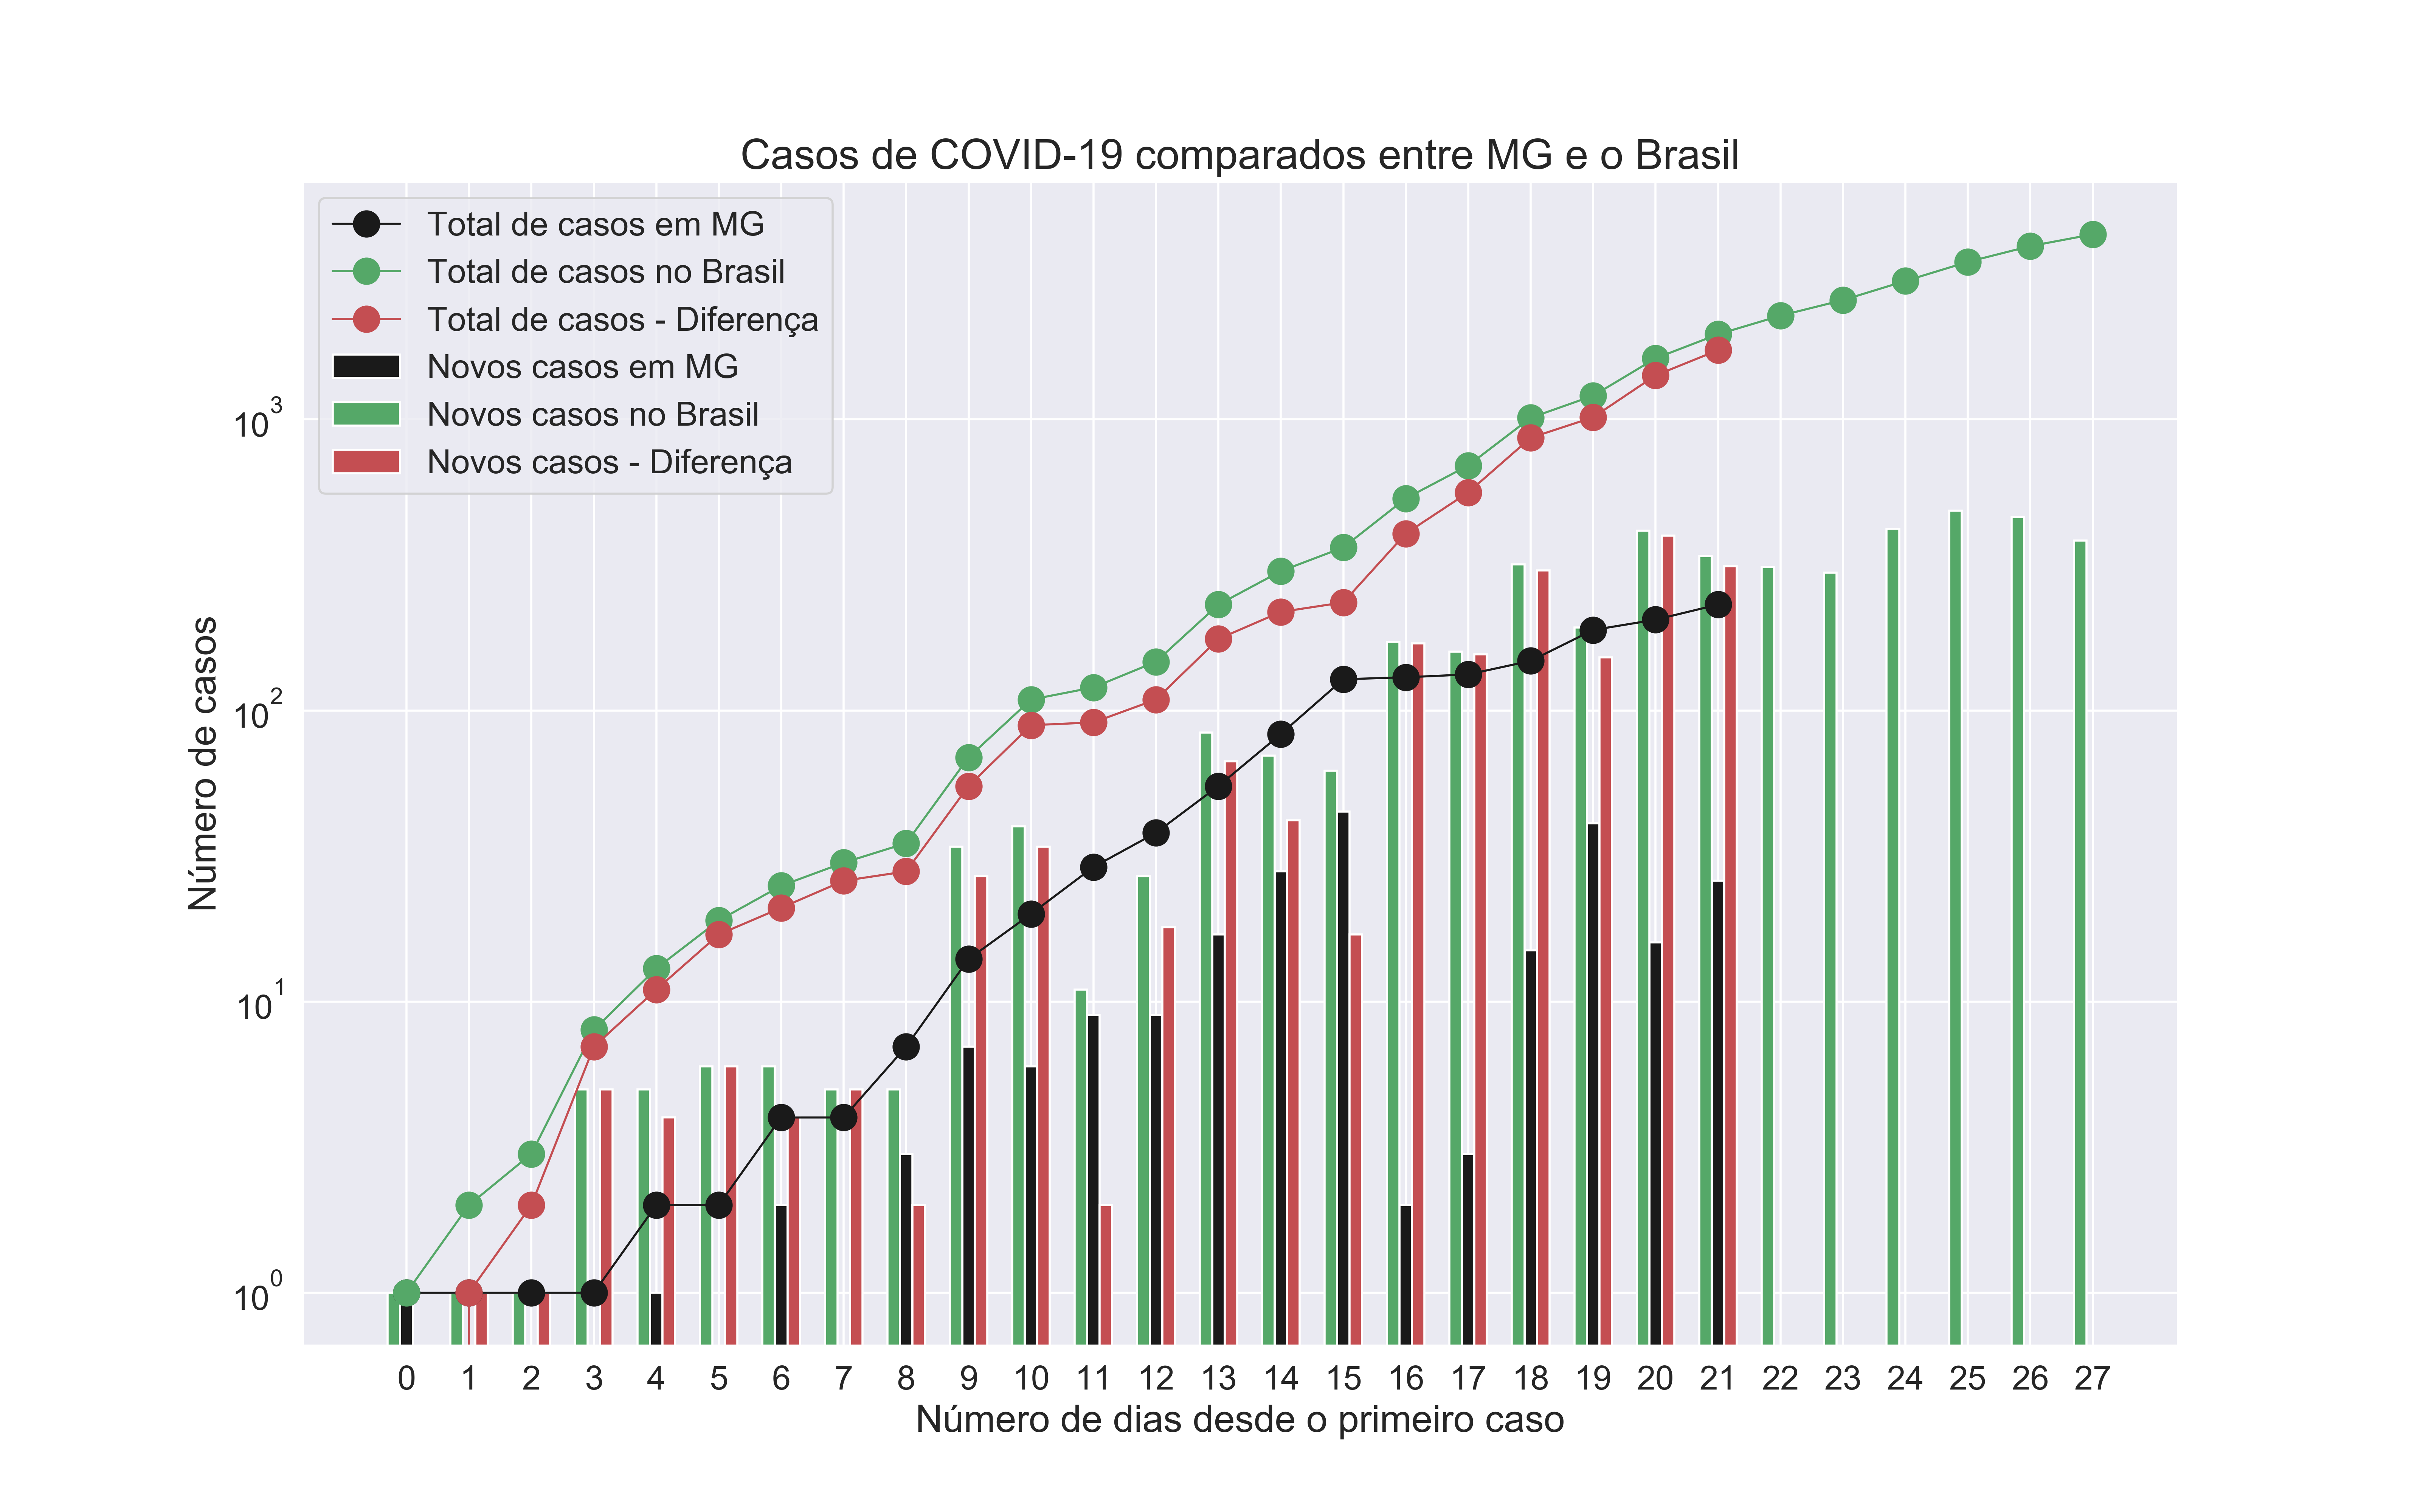 Casos de COVID-19 comparados entre MG e o Brasil
Total de casos em MG
Total de casos no Brasil
Total de casos - Diferença
Novos casos em MG
Novos casos no Brasil
Novos casos - Diferença
Número de casos
10³
10²
10¹
10⁰
0 1 2 3 4 5 6 7 8 9 10 11 12 13 14 15 16 17 18 19 20 21 22 23 24 25 26 27
Número de dias desde o primeiro caso